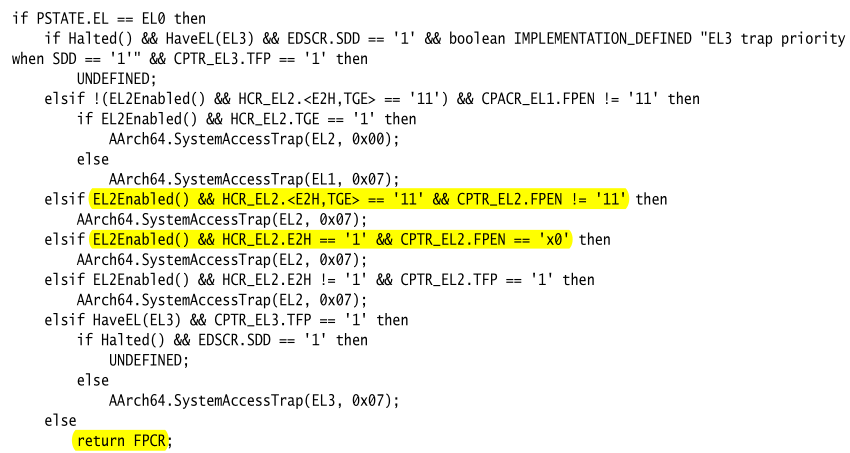 if PSTATE.EL == EL0 then
    if Halted() && HaveEL(EL3) && EDSCR.SDD == '1' && boolean IMPLEMENTATION_DEFINED "EL3 trap priority
when SDD == '1'" && CPTR_EL3.TFP == '1' then
        UNDEFINED;
    elsif !(EL2Enabled() && HCR_EL2.<E2H,TGE> == '11') && CPACR_EL1.FPEN != '11' then
        if EL2Enabled() && HCR_EL2.TGE == '1' then
            AArch64.SystemAccessTrap(EL2, 0x00);
        else
            AArch64.SystemAccessTrap(EL1, 0x07);
    elsif EL2Enabled() && HCR_EL2.<E2H,TGE> == '11' && CPTR_EL2.FPEN != '11' then
        AArch64.SystemAccessTrap(EL2, 0x07);
    elsif EL2Enabled() && HCR_EL2.E2H == '1' && CPTR_EL2.FPEN == 'x0' then
        AArch64.SystemAccessTrap(EL2, 0x07);
    elsif EL2Enabled() && HCR_EL2.E2H != '1' && CPTR_EL2.TFP == '1' then
        AArch64.SystemAccessTrap(EL2, 0x07);
    elsif HaveEL(EL3) && CPTR_EL3.TFP == '1' then
        if Halted() && EDSCR.SDD == '1' then
            UNDEFINED;
        else
            AArch64.SystemAccessTrap(EL3, 0x07);
    else
        return FPCR;